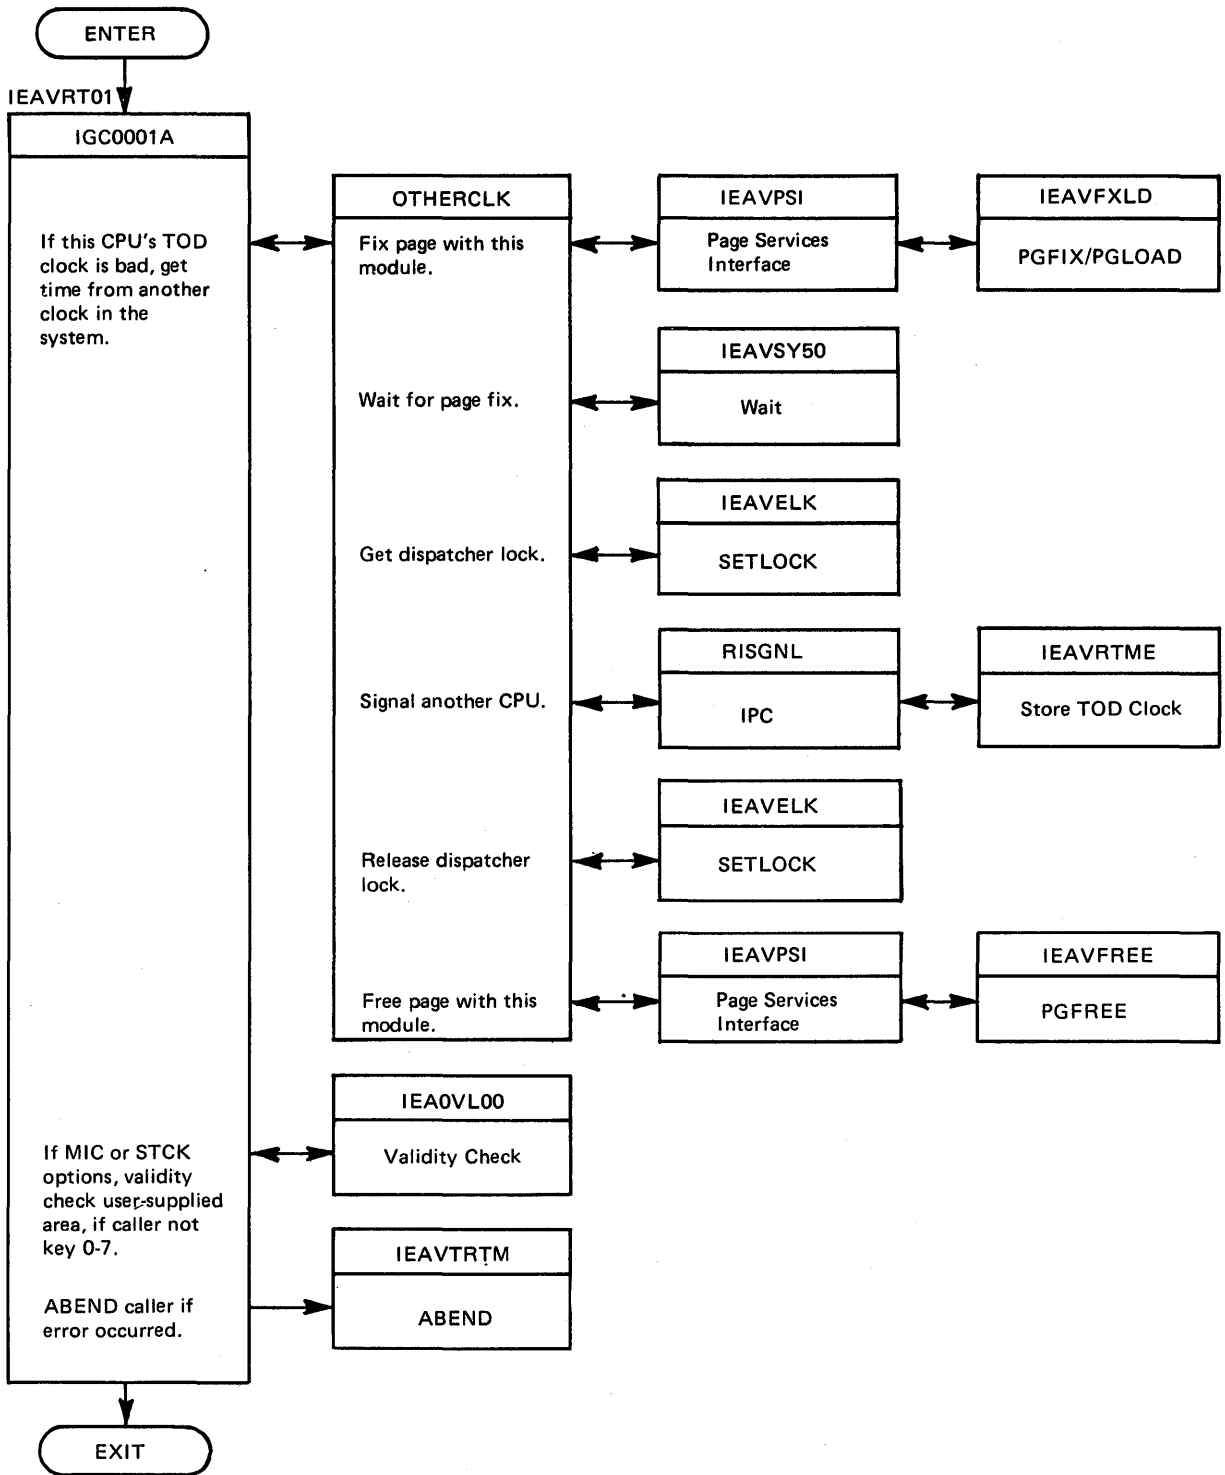 ENTER
IEAVRT01
IGC0001A
If this CPU's TOD
clock is bad, get
time from another
clock in the
system.
OTHERCLK
Fix page with this
module.
IEAVPSI
Page Services
Interface
IEAVFXLD
PGFIX/PGLOAD
Wait for page fix.
IEAVSY50
Wait
Get dispatcher lock.
IEAVELK
SETLOCK
Signal another CPU.
RISGNL
IPC
IEAVRTME
Store TOD Clock
Release dispatcher
lock.
IEAVELK
SETLOCK
Free page with this
module.
IEAVPSI
Page Services
Interface
IEAVFREE
PGFREE
If MIC or STCK
options, validity
check user-supplied
area, if caller not
key 0-7.
IEA0VL00
Validity Check
ABEND caller if
error occurred.
IEAVTRTM
ABEND
EXIT